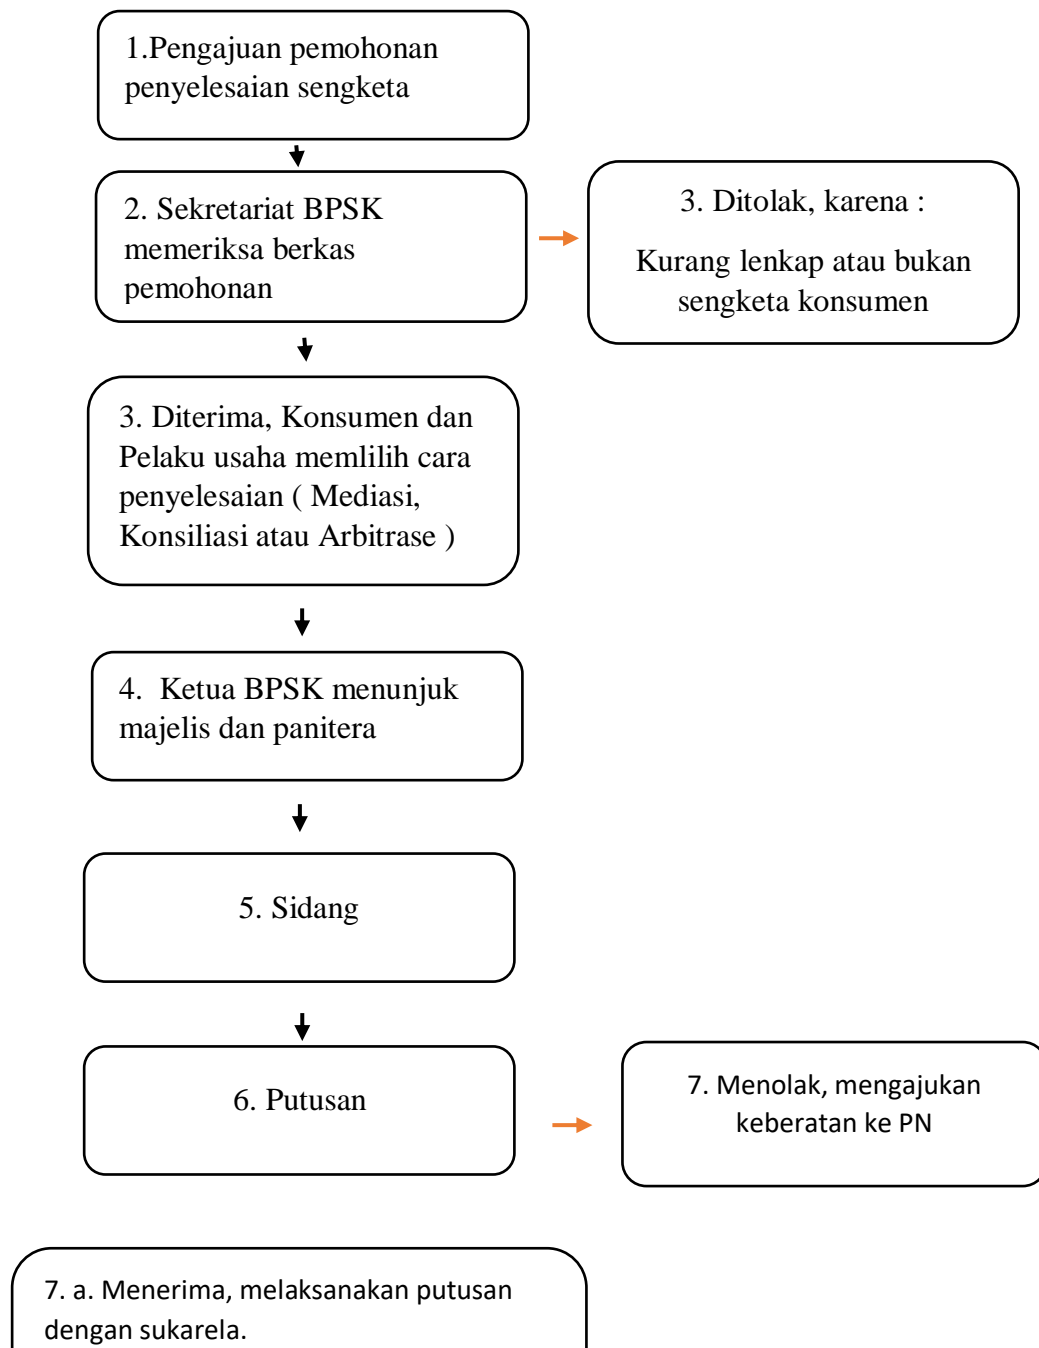 1.Pengajuan pemohonan
penyelesaian sengketa
2. Sekretariat BPSK
memeriksa berkas
pemohonan
3. Ditolak, karena :
Kurang lenkap atau bukan
sengketa konsumen
3. Diterima, Konsumen dan
Pelaku usaha memlilih cara
penyelesaian ( Mediasi,
Konsiliasi atau Arbitrase )
4. Ketua BPSK menunjuk
majelis dan panitera
5. Sidang
6. Putusan
7. Menolak, mengajukan
keberatan ke PN
7. a. Menerima, melaksanakan putusan
dengan sukarela.